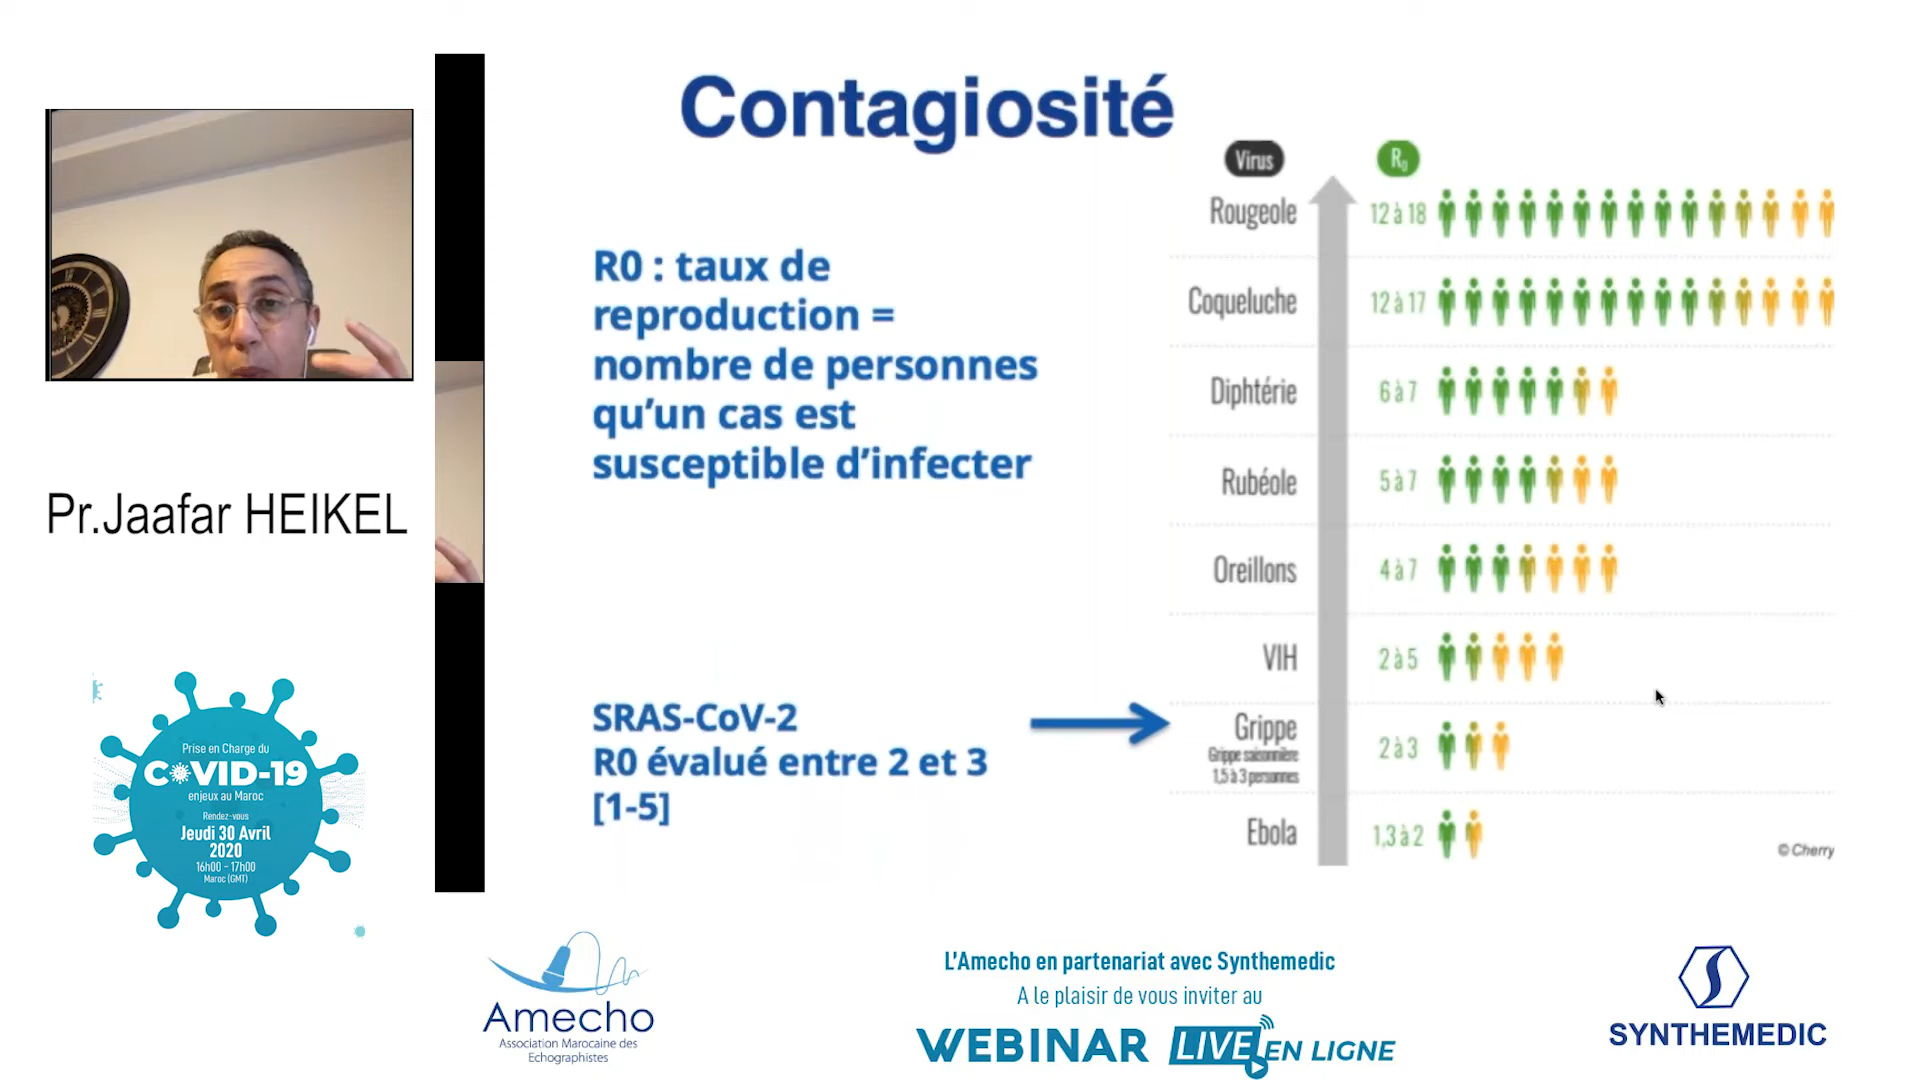 Contagiosité
Pr.Jaafar HEIKEL
Prise en Charge du
COVID-19
enjeux au Maroc
Rendez-vous
Jeudi 30 Avril
2020
16h00 - 17h00
Maroc (GMT)
R0 : taux de
reproduction =
nombre de personnes
qu'un cas est
susceptible d'infecter
SRAS-CoV-2
R0 évalué entre 2 et 3
[1-5]
Virus R0
Rougeole 12 à 18
Coqueluche 12 à 17
Diphtérie 6 à 7
Rubéole 5 à 7
Oreillons 4 à 7
VIH 2 à 5
Grippe 2 à 3
Grippe saisonnière
1,5 à 3 personnes
Ebola 1,3 à 2
© Cherry
Amecho
Association Marocaine des
Echographistes
L'Amecho en partenariat avec Synthemedic
A le plaisir de vous inviter au
WEBINAR LIVE EN LIGNE
SYNTHEMEDIC